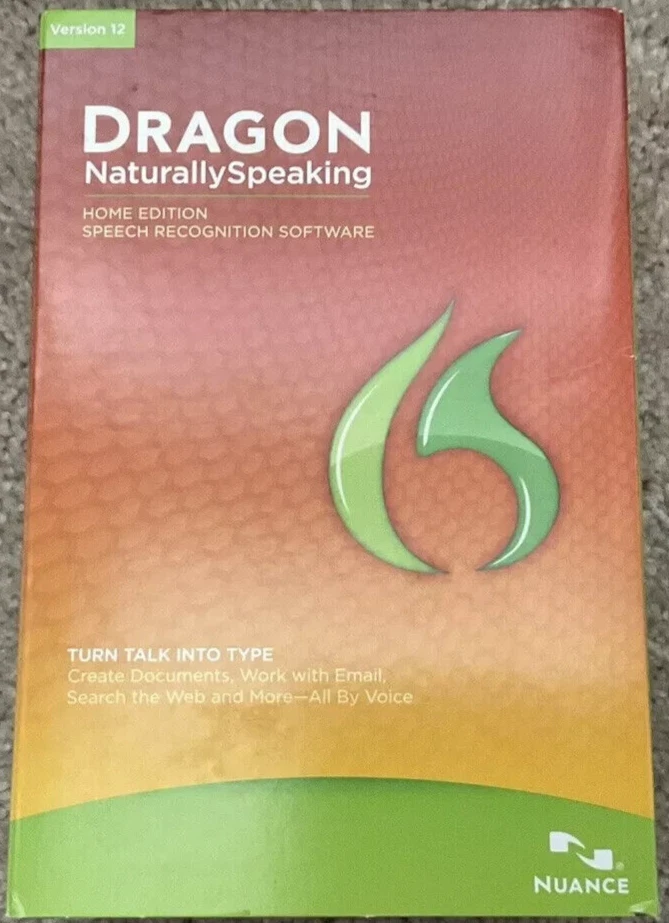 Version 12
DRAGON
NaturallySpeaking
HOME EDITION
SPEECH RECOGNITION SOFTWARE
TURN TALK INTO TYPE
Create Documents, Work with Email,
Search the Web and More—All By Voice
®
NUANCE